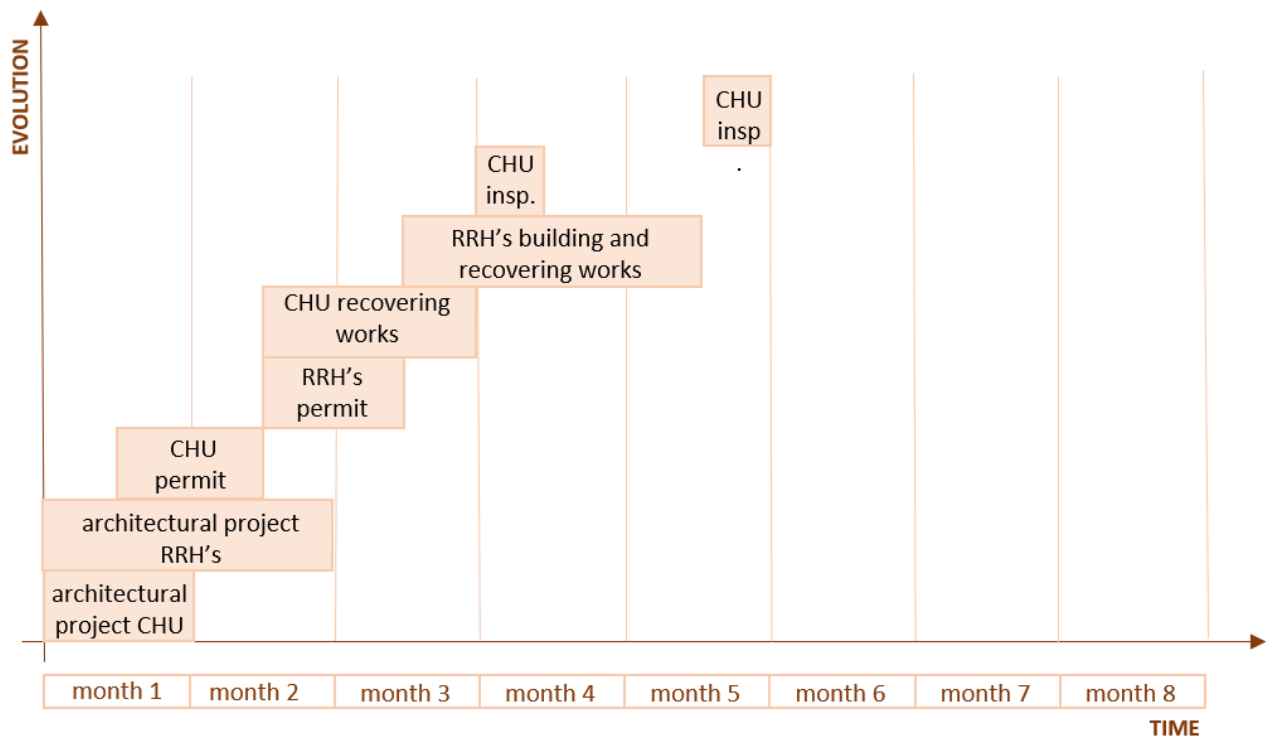 EVOLUTION
CHU
insp
.
CHU
insp.
RRH’s building and
recovering works
CHU recovering
works
RRH’s
permit
CHU
permit
architectural project
RRH’s
architectural
project CHU
month 1
month 2
month 3
month 4
month 5
month 6
month 7
month 8
TIME